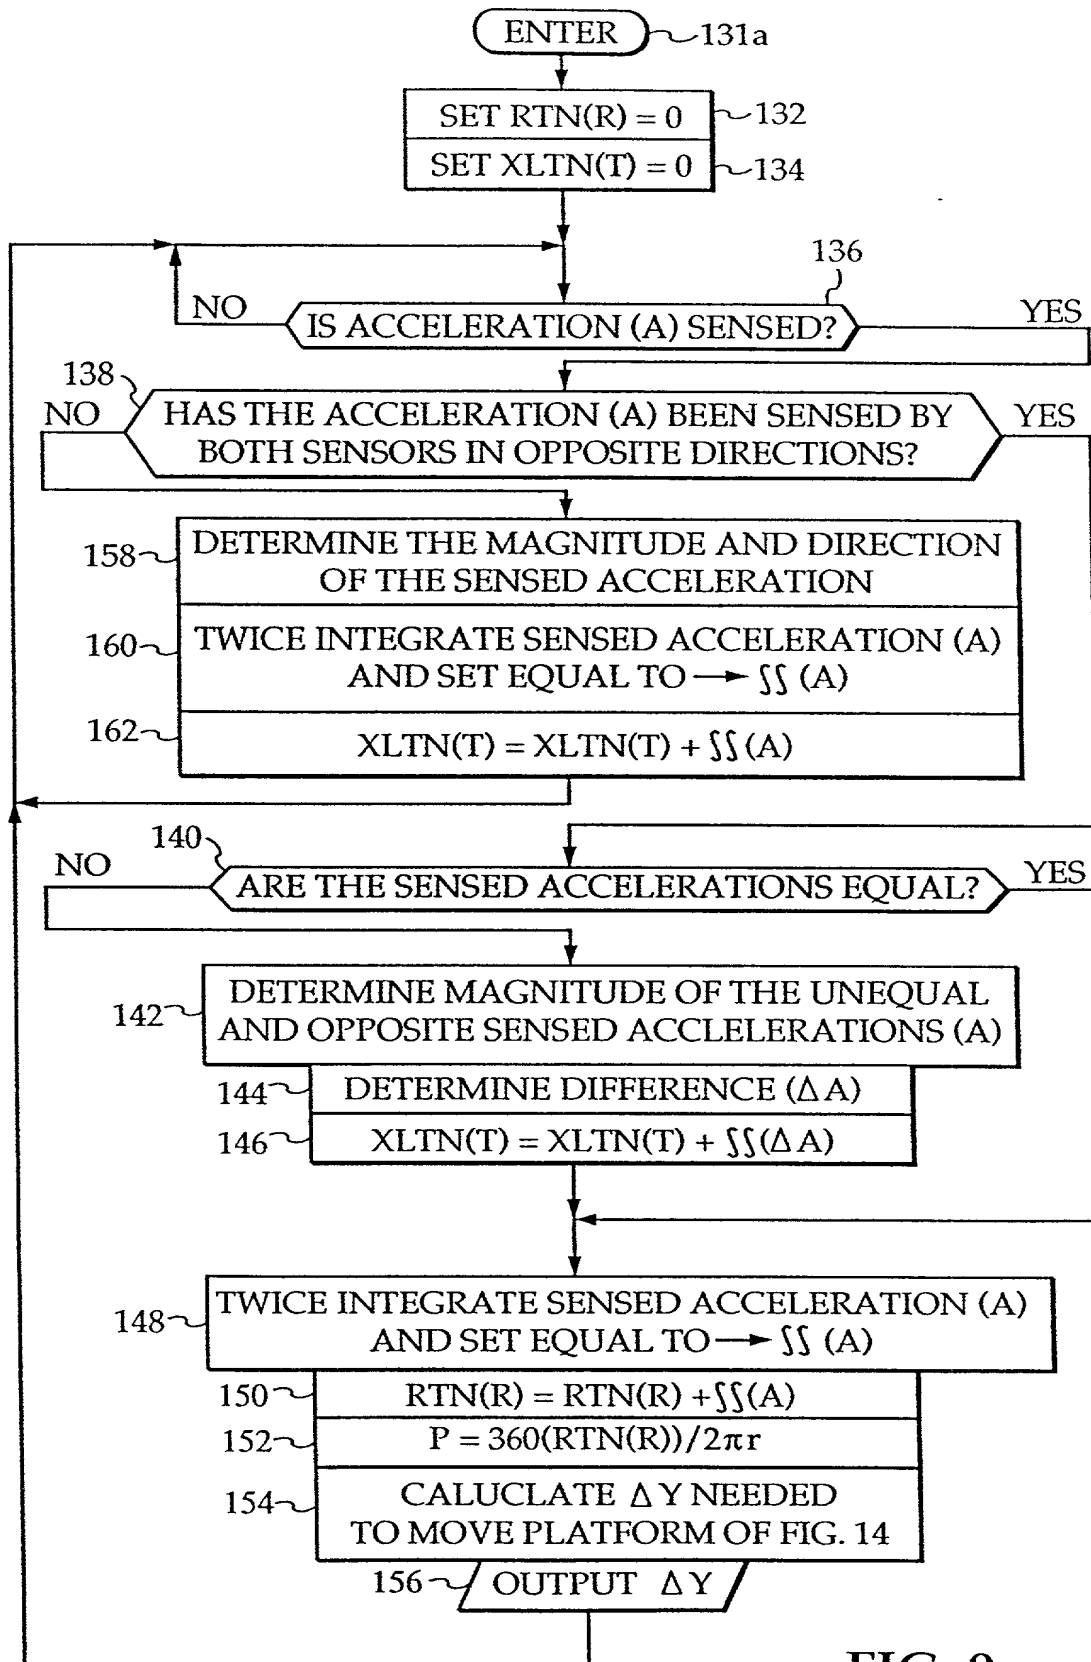 ENTER 131a
SET RTN(R) = 0 132
SET XLTN(T) = 0 134
136
NO IS ACCELERATION (A) SENSED? YES
138
NO HAS THE ACCELERATION (A) BEEN SENSED BY YES
BOTH SENSORS IN OPPOSITE DIRECTIONS?
158 DETERMINE THE MAGNITUDE AND DIRECTION
OF THE SENSED ACCELERATION
160 TWICE INTEGRATE SENSED ACCELERATION (A)
AND SET EQUAL TO → ∫∫ (A)
162 XLTN(T) = XLTN(T) + ∫∫ (A)
140
NO ARE THE SENSED ACCELERATIONS EQUAL? YES
142 DETERMINE MAGNITUDE OF THE UNEQUAL
AND OPPOSITE SENSED ACCLELERATIONS (A)
144 DETERMINE DIFFERENCE (Δ A)
146 XLTN(T) = XLTN(T) + ∫∫(Δ A)
148 TWICE INTEGRATE SENSED ACCELERATION (A)
AND SET EQUAL TO → ∫∫ (A)
150 RTN(R) = RTN(R) +∫∫(A)
152 P = 360(RTN(R))/2πr
154 CALUCLATE Δ Y NEEDED
TO MOVE PLATFORM OF FIG. 14
156 OUTPUT Δ Y